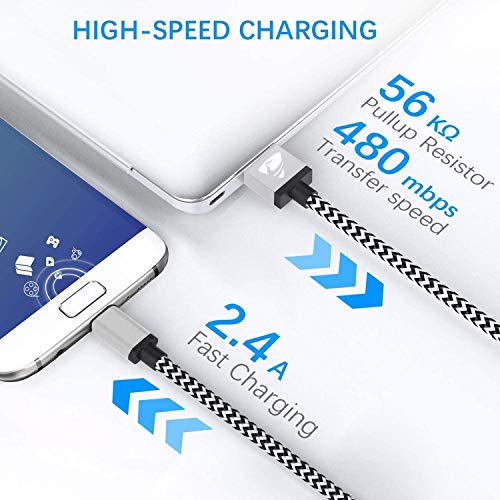 HIGH-SPEED CHARGING
56 KΩ
Pullup Resistor
480 mbps
Transfer speed
2.4 A
Fast Charging